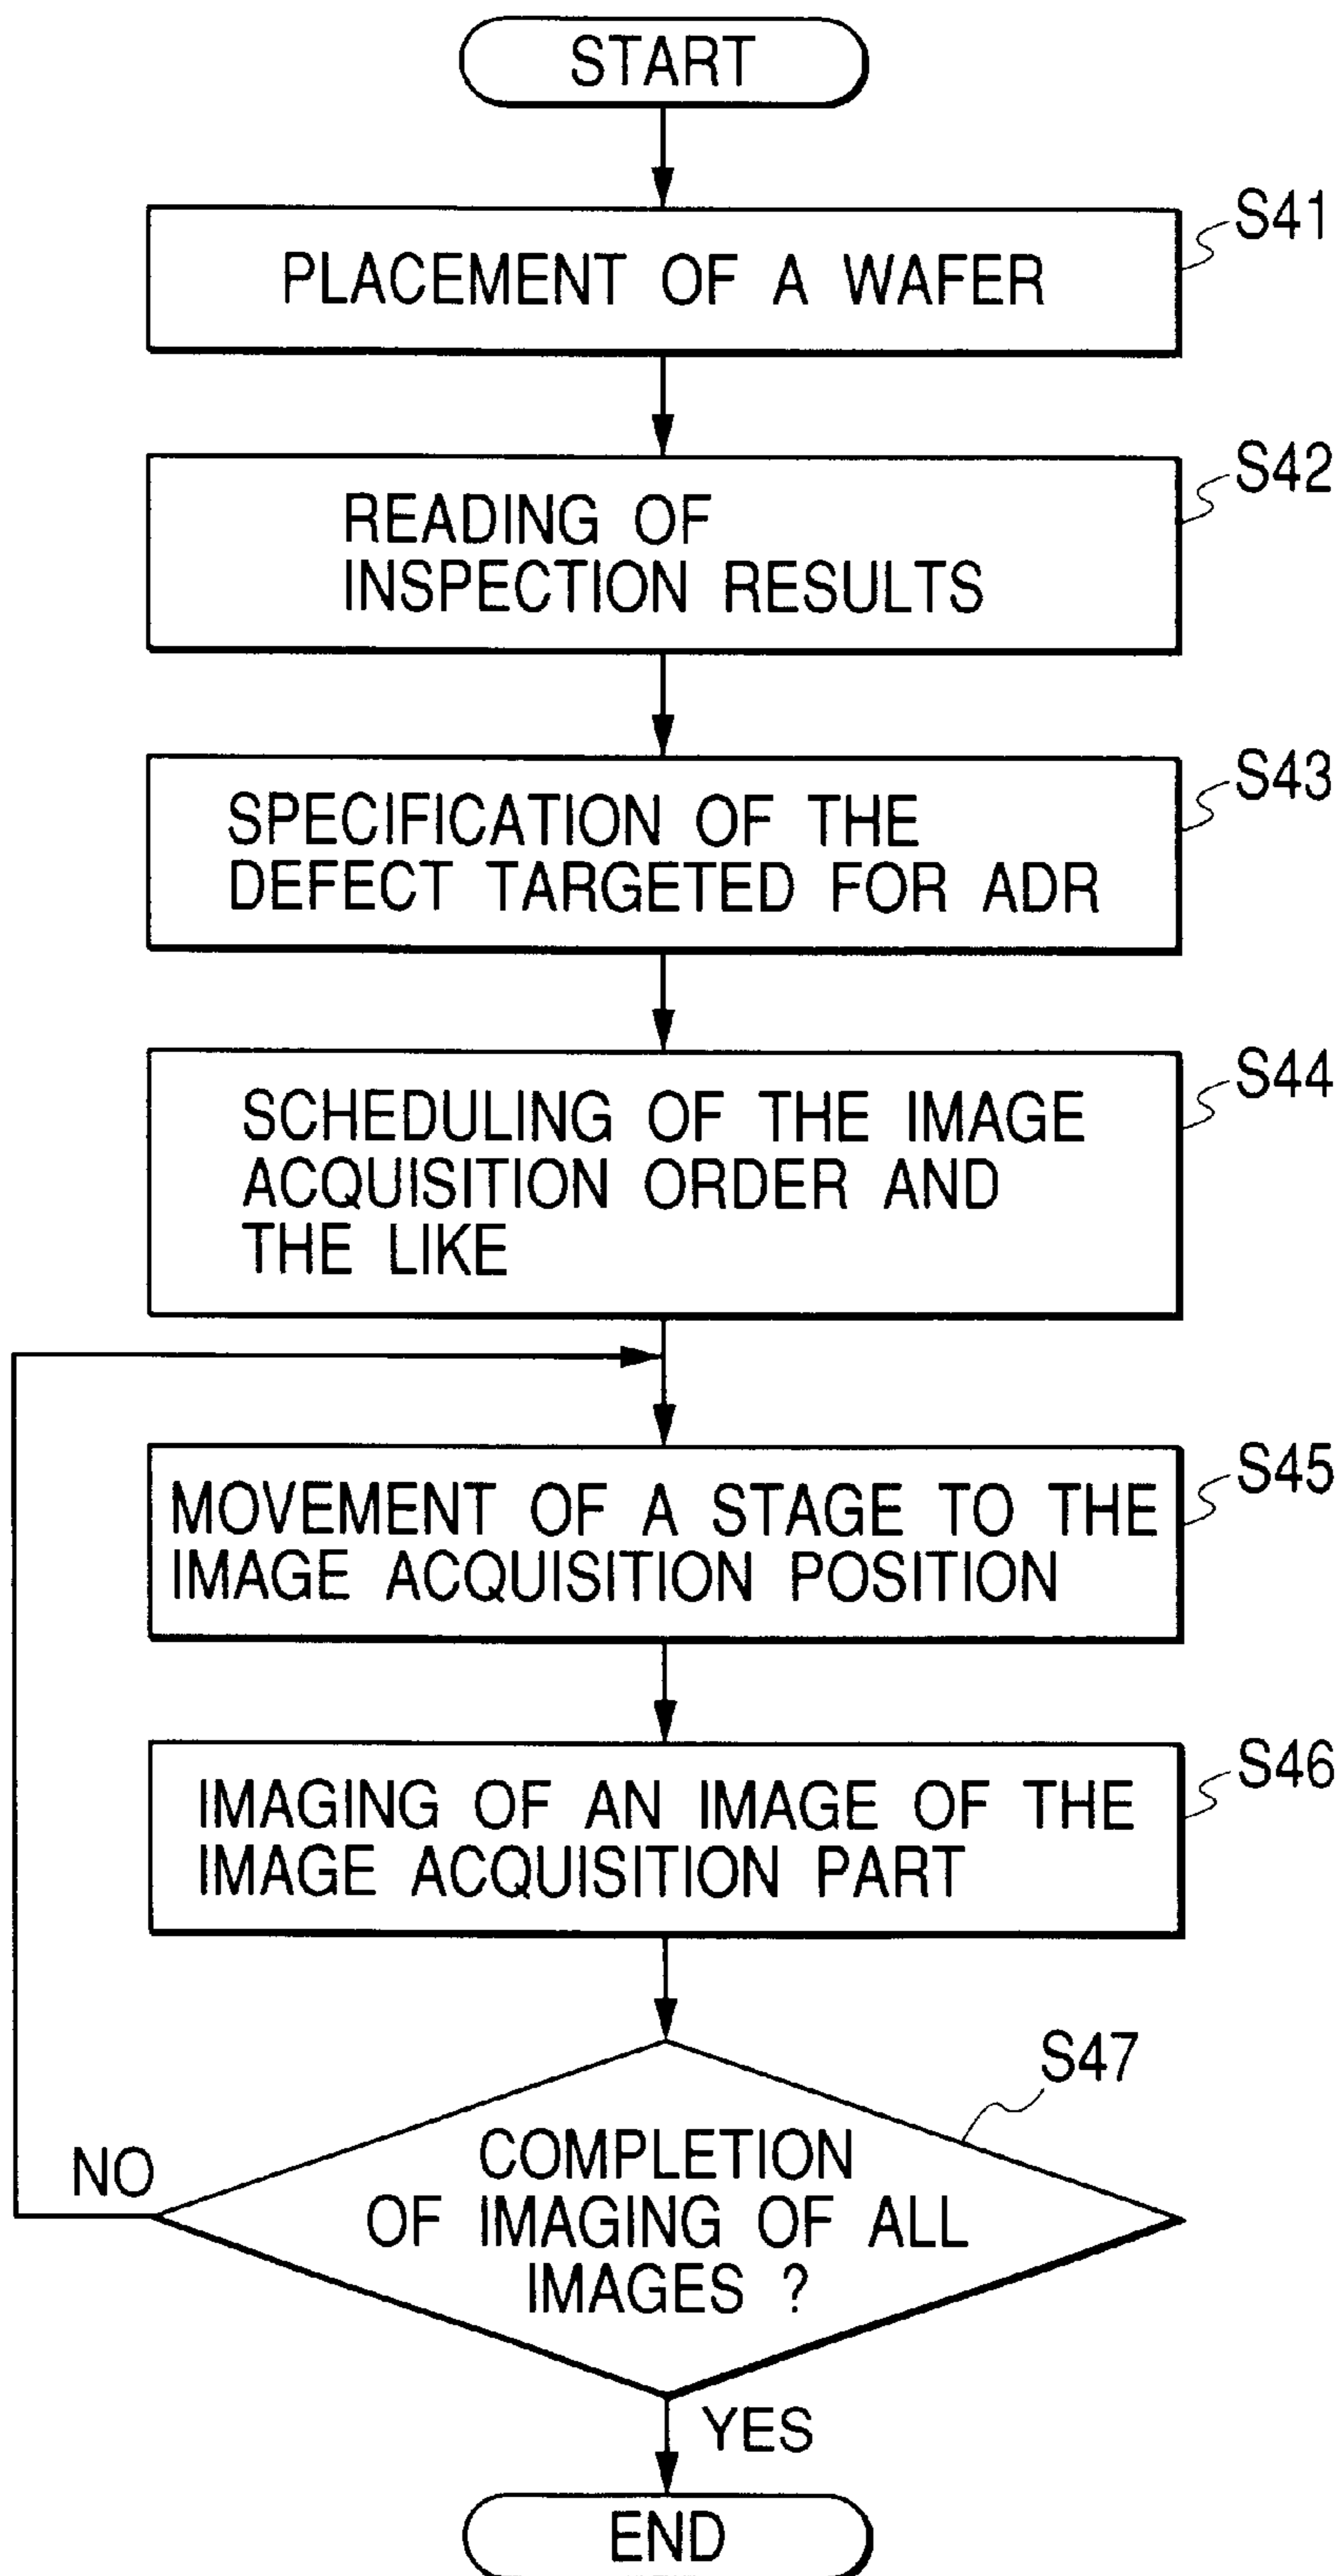 START
S41
PLACEMENT OF A WAFER
S42
READING OF
INSPECTION RESULTS
S43
SPECIFICATION OF THE
DEFECT TARGETED FOR ADR
S44
SCHEDULING OF THE IMAGE
ACQUISITION ORDER AND
THE LIKE
S45
MOVEMENT OF A STAGE TO THE
IMAGE ACQUISITION POSITION
S46
IMAGING OF AN IMAGE OF THE
IMAGE ACQUISITION PART
S47
COMPLETION
OF IMAGING OF ALL
IMAGES ?
NO
YES
END